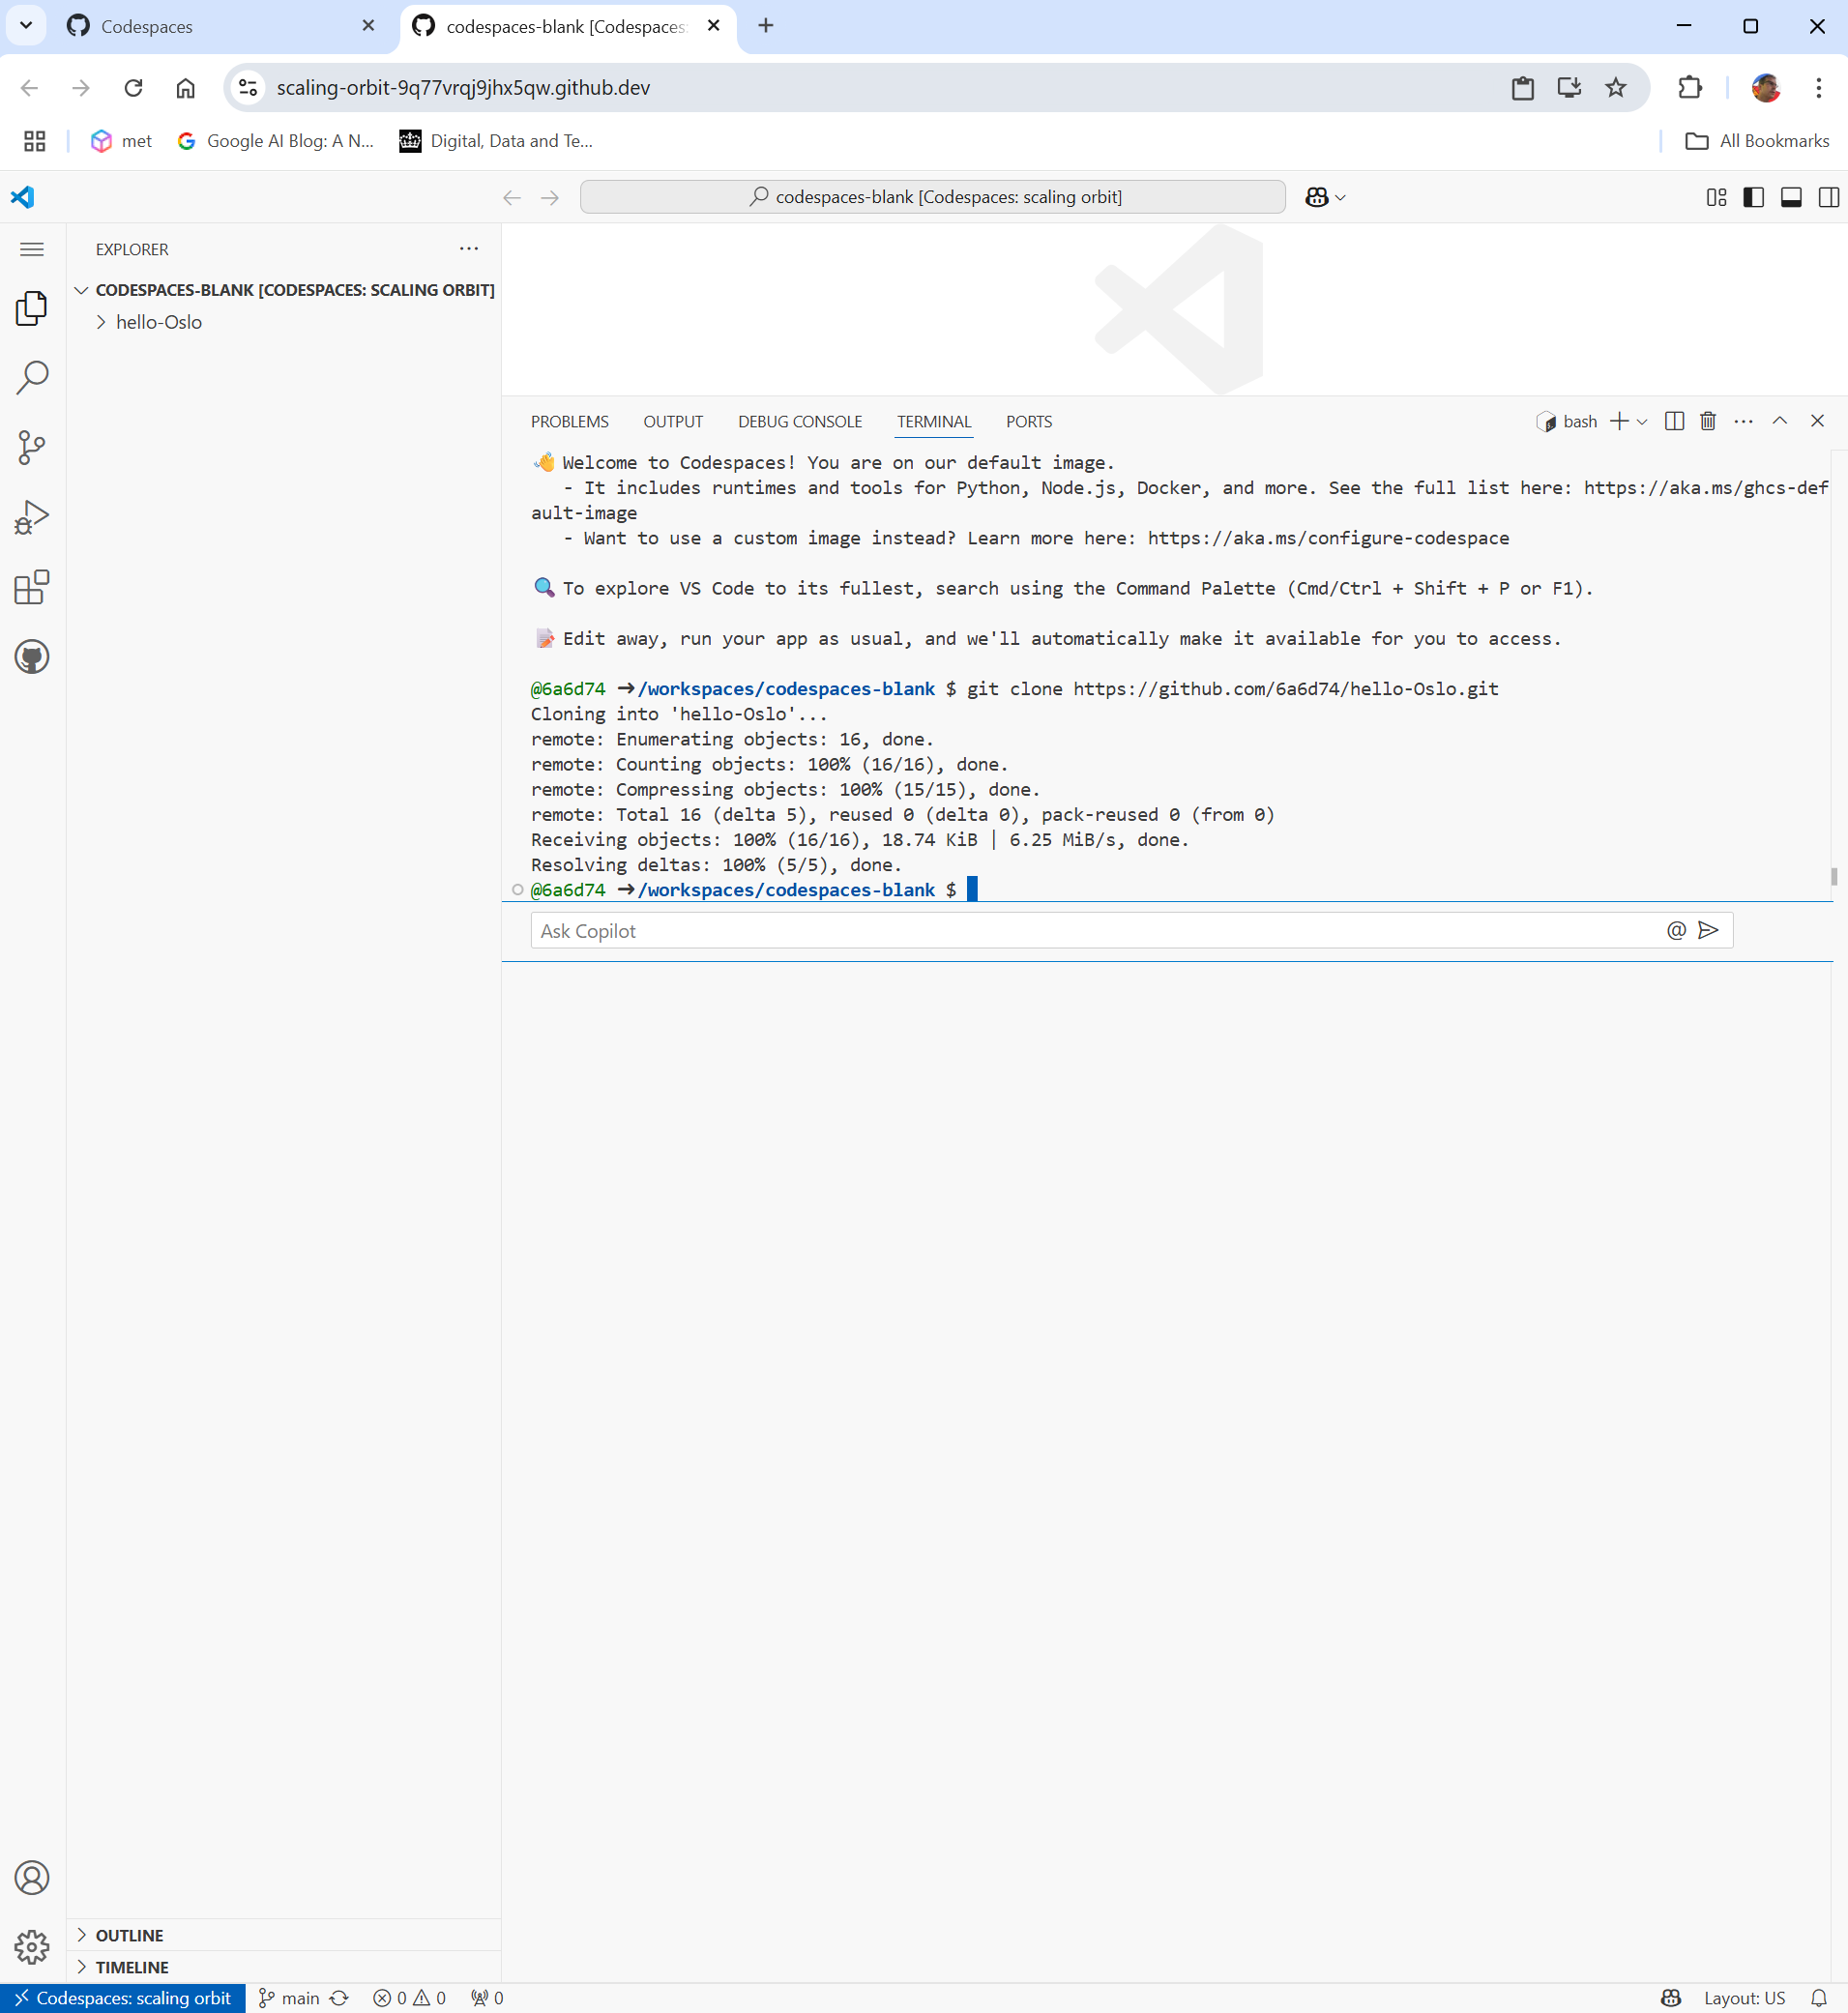 Codespaces
codespaces-blank [Codespaces:
scaling-orbit-9q77vrqj9jhx5qw.github.dev
met
Google AI Blog: A N...
Digital, Data and Te...
All Bookmarks
codespaces-blank [Codespaces: scaling orbit]
EXPLORER
CODESPACES-BLANK [CODESPACES: SCALING ORBIT]
hello-Oslo
PROBLEMS OUTPUT DEBUG CONSOLE TERMINAL PORTS
bash
Welcome to Codespaces! You are on our default image.
- It includes runtimes and tools for Python, Node.js, Docker, and more. See the full list here: https://aka.ms/ghcs-def
ault-image
- Want to use a custom image instead? Learn more here: https://aka.ms/configure-codespace
To explore VS Code to its fullest, search using the Command Palette (Cmd/Ctrl + Shift + P or F1).
Edit away, run your app as usual, and we'll automatically make it available for you to access.
@6a6d74 ➜/workspaces/codespaces-blank $ git clone https://github.com/6a6d74/hello-Oslo.git
Cloning into 'hello-Oslo'...
remote: Enumerating objects: 16, done.
remote: Counting objects: 100% (16/16), done.
remote: Compressing objects: 100% (15/15), done.
remote: Total 16 (delta 5), reused 0 (delta 0), pack-reused 0 (from 0)
Receiving objects: 100% (16/16), 18.74 KiB | 6.25 MiB/s, done.
Resolving deltas: 100% (5/5), done.
@6a6d74 ➜/workspaces/codespaces-blank $
Ask Copilot
@
OUTLINE
TIMELINE
Codespaces: scaling orbit main 0 0 0 Layout: US